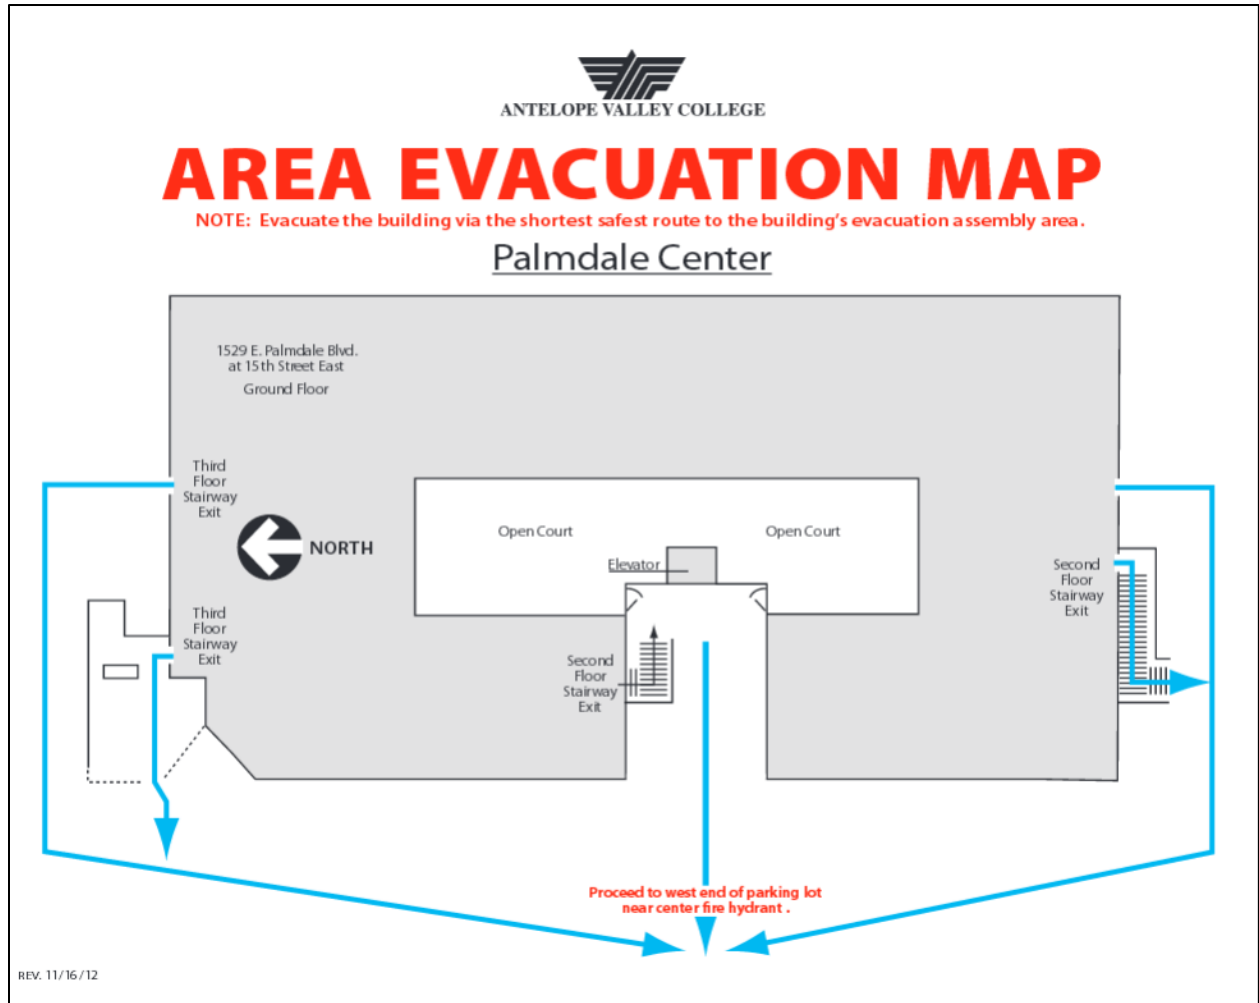 ANTELOPE VALLEY COLLEGE
AREA EVACUATION MAP
NOTE: Evacuate the building via the shortest safest route to the building's evacuation assembly area.
Palmdale Center
1529 E. Palmdale Blvd.
at 15th Street East
Ground Floor
Third
Floor
Stairway
Exit
NORTH
Open Court
Open Court
Elevator
Second
Floor
Stairway
Exit
Third
Floor
Stairway
Exit
Second
Floor
Stairway
Exit
Proceed to west end of parking lot
near center fire hydrant .
REV. 11/16/12